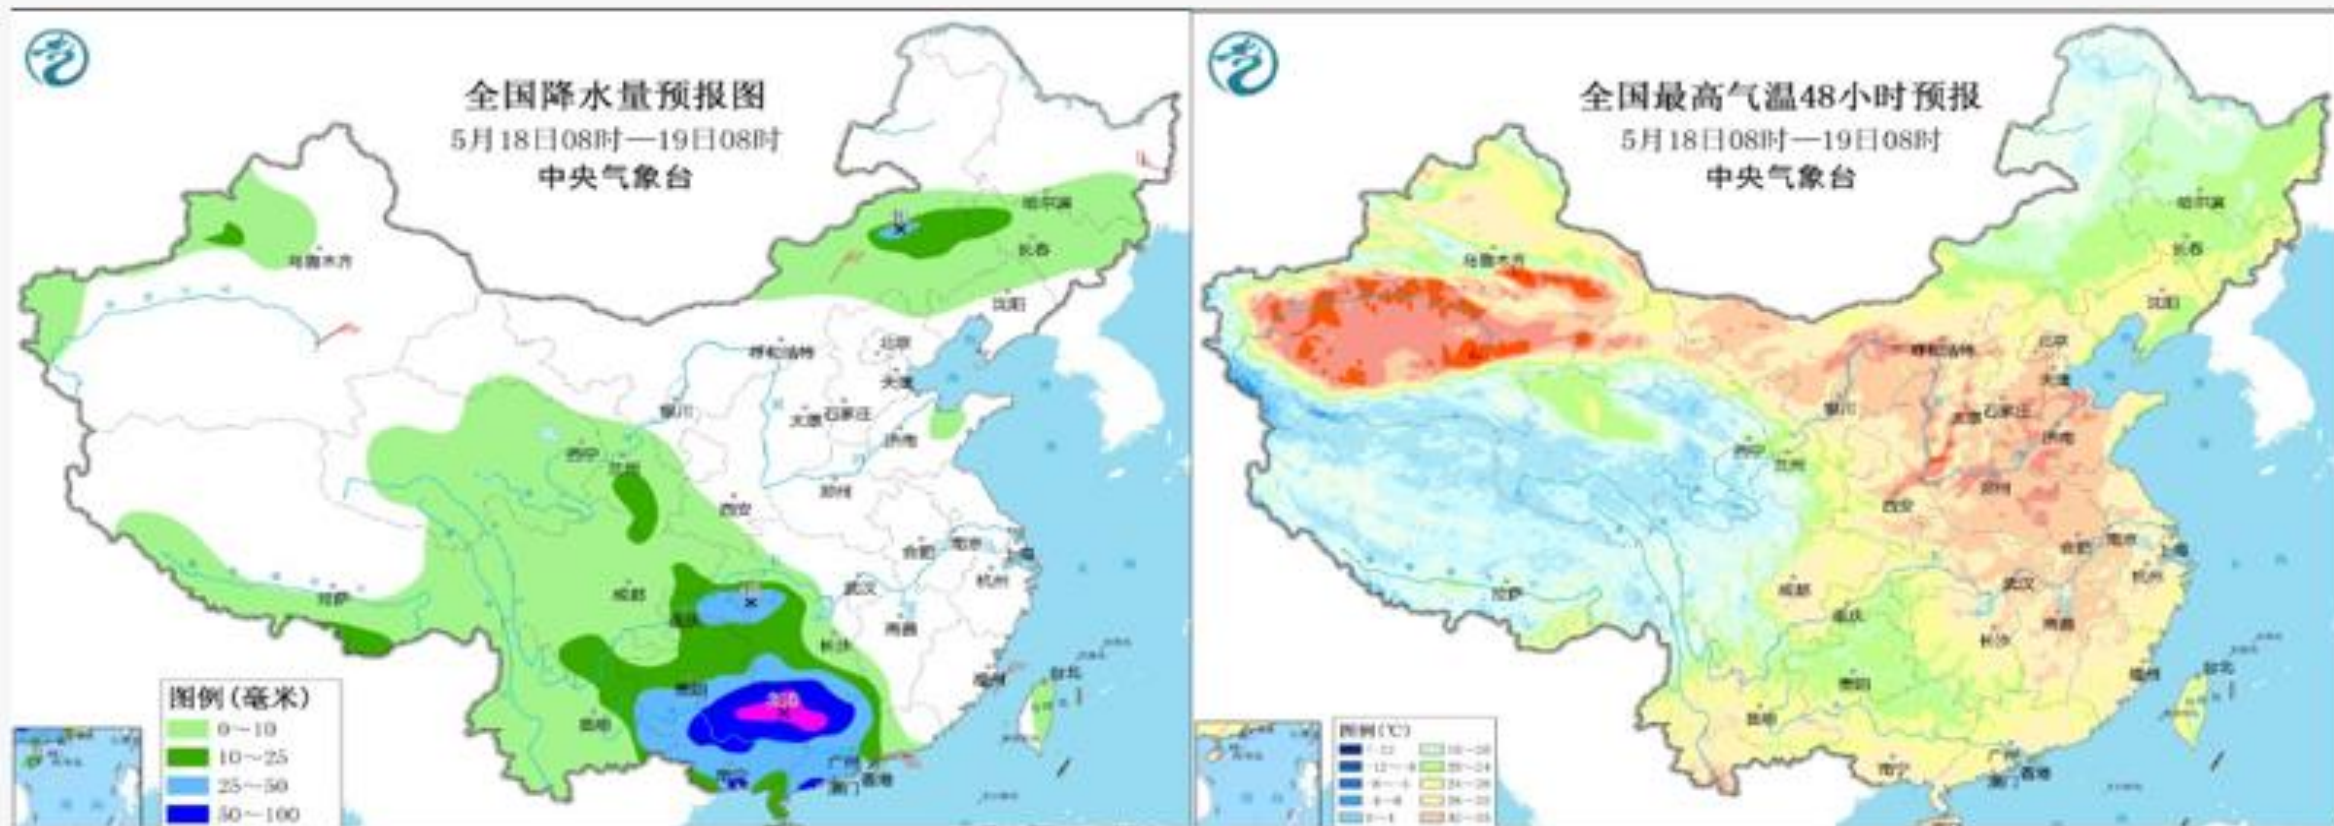 全国降水量预报图
5月18日08时—19日08时
中央气象台
哈尔滨
长春
乌鲁木齐
沈阳
呼和浩特
北京
天津
银川
太原
石家庄
济南
西宁
兰州
郑州
西安
合肥
南京
上海
成都
武汉
杭州
拉萨
重庆
南昌
长沙
贵阳
福州
台北
昆明
广州
南宁
香港
澳门
图例(毫米)
0～10
10～25
25～50
50～100
全国最高气温48小时预报
5月18日08时—19日08时
中央气象台
哈尔滨
长春
乌鲁木齐
沈阳
呼和浩特
北京
天津
银川
太原
石家庄
济南
西宁
兰州
郑州
西安
合肥
南京
上海
成都
武汉
杭州
拉萨
重庆
南昌
长沙
贵阳
福州
台北
昆明
广州
南宁
香港
澳门
图例(℃)